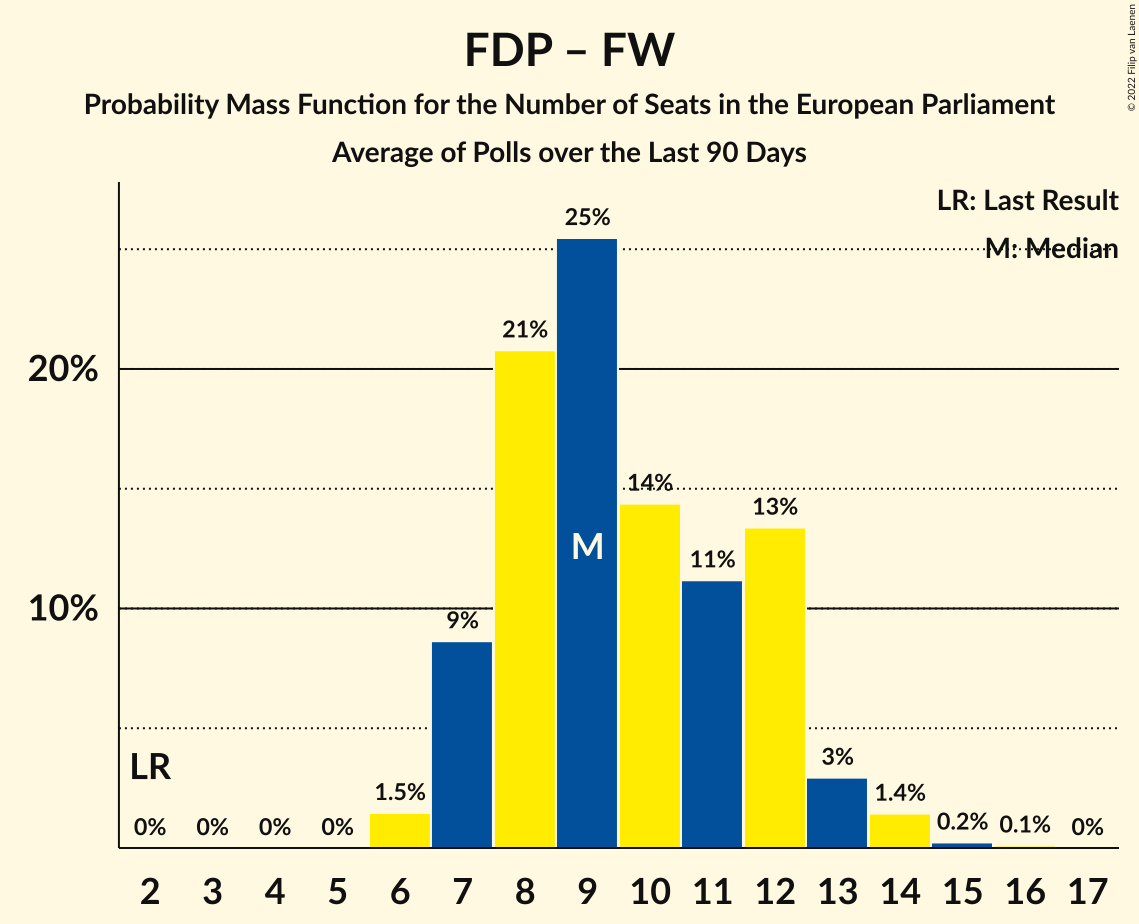 FDP – FW
Probability Mass Function for the Number of Seats in the European Parliament
Average of Polls over the Last 90 Days
© 2022 Filip van Laenen
LR: Last Result
M: Median
25%
21%
20%
14%
13%
M
11%
10%
9%
LR
3%
1.5%
1.4%
0% 0% 0% 0% 0.2% 0.1% 0%
2 3 4 5 6 7 8 9 10 11 12 13 14 15 16 17